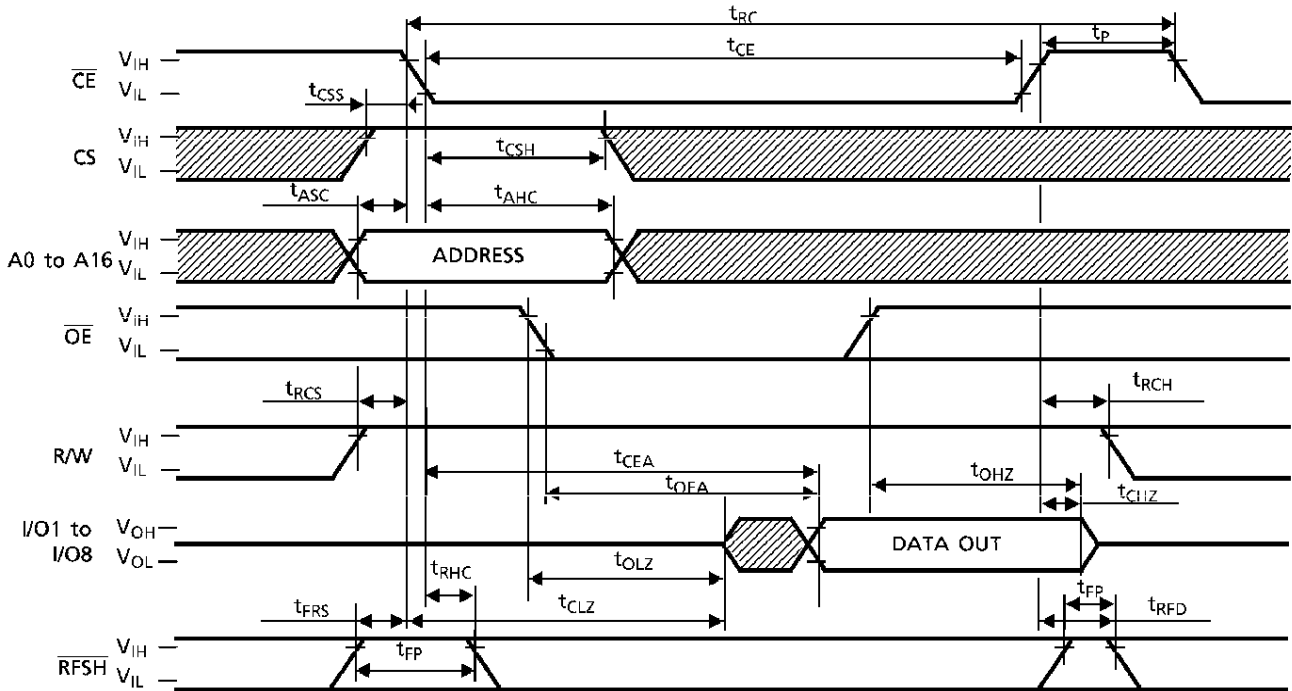 tRC
tCE
tP
CE
VIH
VIL
tCSS
CS
VIH
VIL
tCSH
tASC
tAHC
A0 to A16
VIH
VIL
ADDRESS
OE
VIH
VIL
tRCS
tRCH
R/W
VIH
VIL
tCEA
tOEA
tOHZ
tCHZ
I/O1 to
I/O8
VOH
VOL
DATA OUT
tOLZ
tRHC
tCLZ
tFRS
tFP
tFP
tRFD
RFSH
VIH
VIL